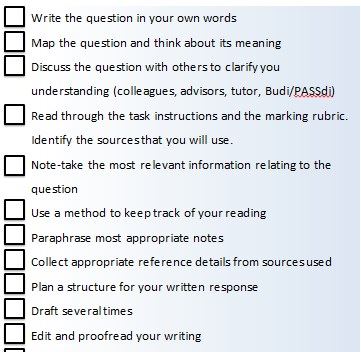 Write the question in your own words
Map the question and think about its meaning
Discuss the question with others to clarify you
understanding (colleagues, advisors, tutor, Budi/PASSdi)
Read through the task instructions and the marking rubric.
Identify the sources that you will use.
Note-take the most relevant information relating to the
question
Use a method to keep track of your reading
Paraphrase most appropriate notes
Collect appropriate reference details from sources used
Plan a structure for your written response
Draft several times
Edit and proofread your writing